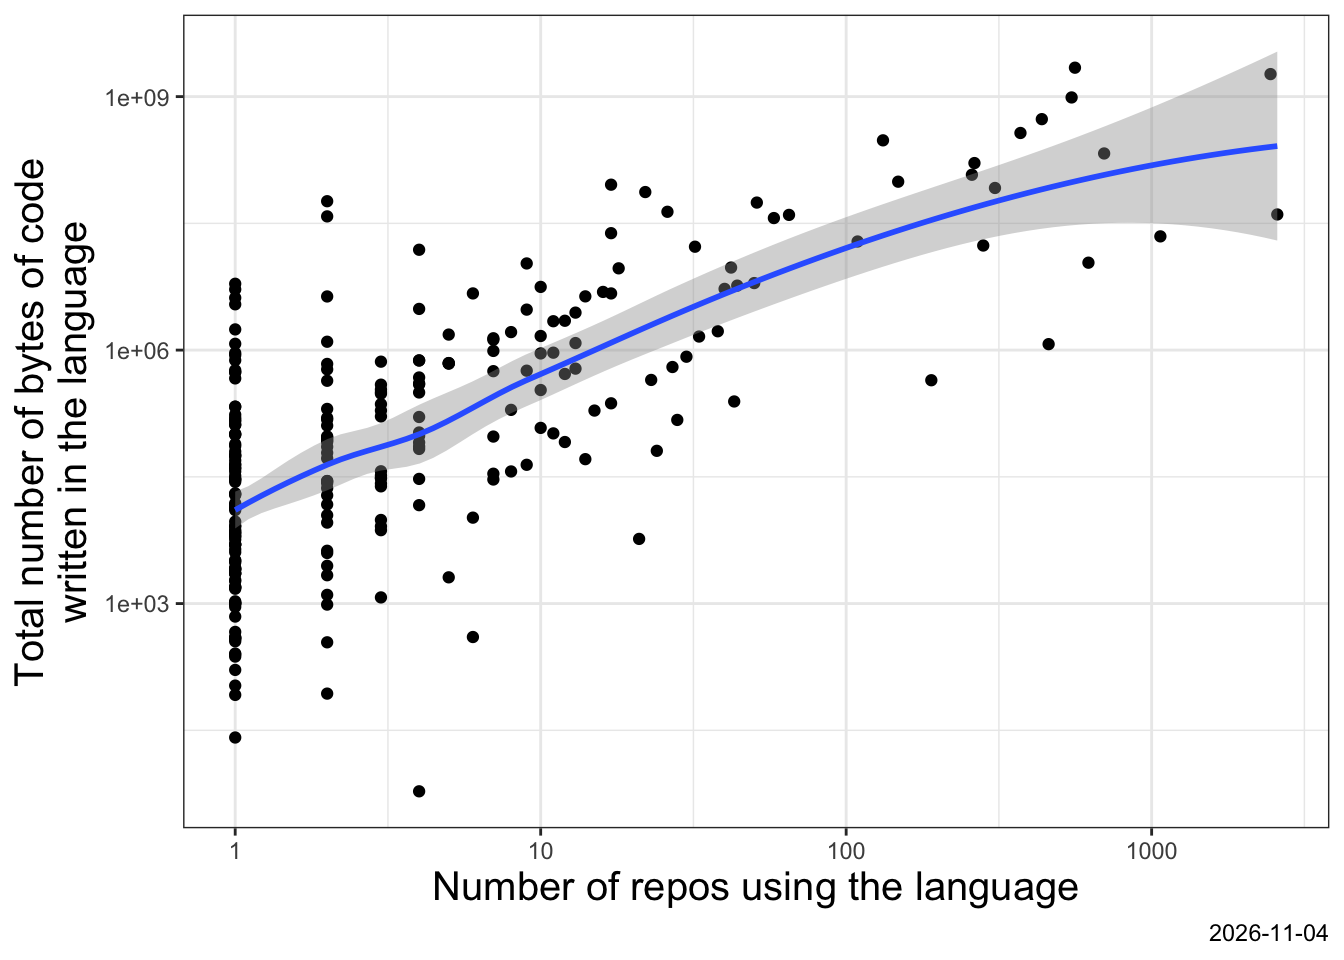 Total number of bytes of code
written in the language
1e+09
1e+06
1e+03
1
10
100
1000
Number of repos using the language
2026-11-04